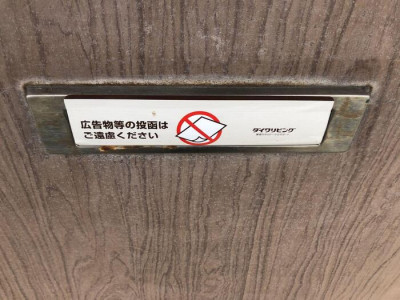 広告物等の投函は
ご遠慮ください
ダイワリビング